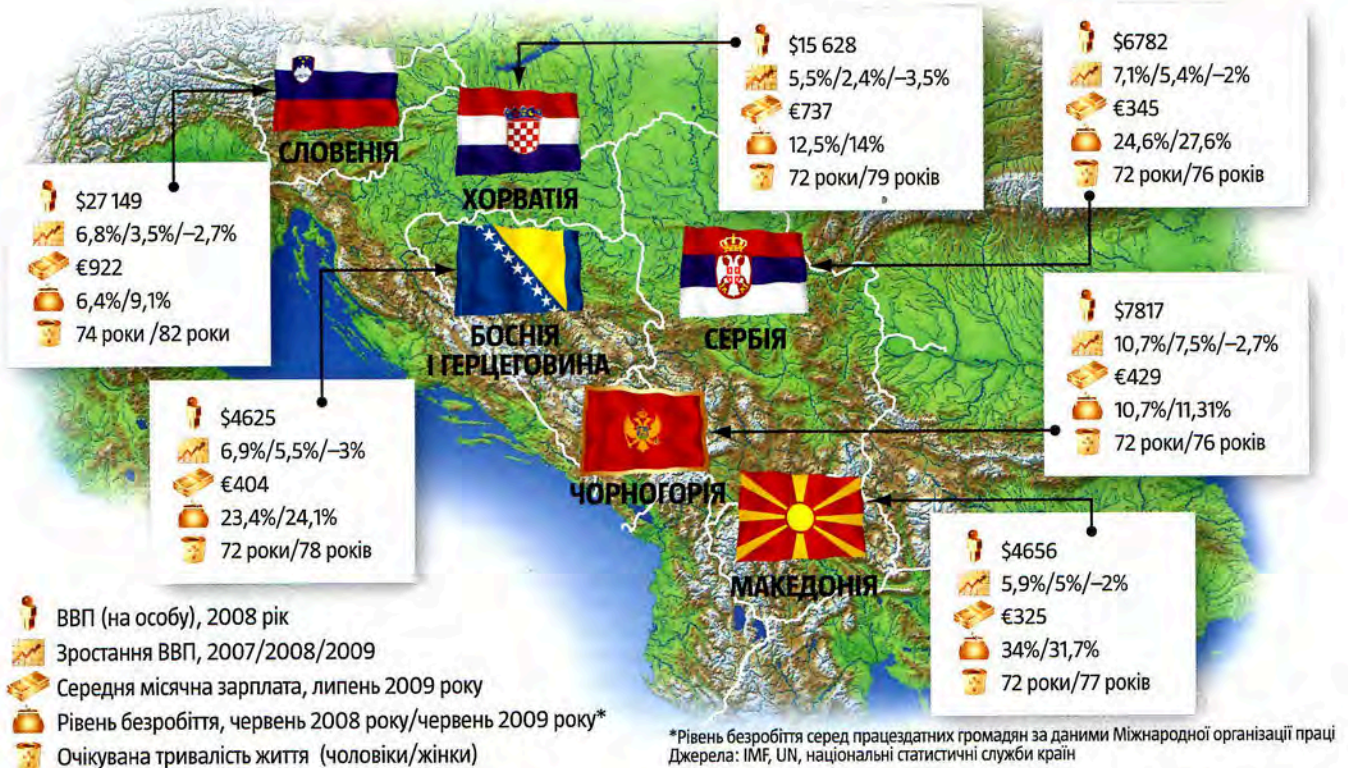 СЛОВЕНІЯ
$27 149
6,8%/3,5%/–2,7%
€922
6,4%/9,1%
74 роки /82 роки
ХОРВАТІЯ
$15 628
5,5%/2,4%/–3,5%
€737
12,5%/14%
72 роки/79 років
$6782
7,1%/5,4%/–2%
€345
24,6%/27,6%
72 роки/76 років
БОСНІЯ
І ГЕРЦЕГОВИНА
СЕРБІЯ
$4625
6,9%/5,5%/–3%
€404
23,4%/24,1%
72 роки/78 років
$7817
10,7%/7,5%/–2,7%
€429
10,7%/11,31%
72 роки/76 років
ЧОРНОГОРІЯ
МАКЕДОНІЯ
$4656
5,9%/5%/–2%
€325
34%/31,7%
72 роки/77 років
ВВП (на особу), 2008 рік
Зростання ВВП, 2007/2008/2009
Середня місячна зарплата, липень 2009 року
Рівень безробіття, червень 2008 року/червень 2009 року*
Очікувана тривалість життя (чоловіки/жінки)
*Рівень безробіття серед працездатних громадян за даними Міжнародної організації праці
Джерела: IMF, UN, національні статистичні служби країн